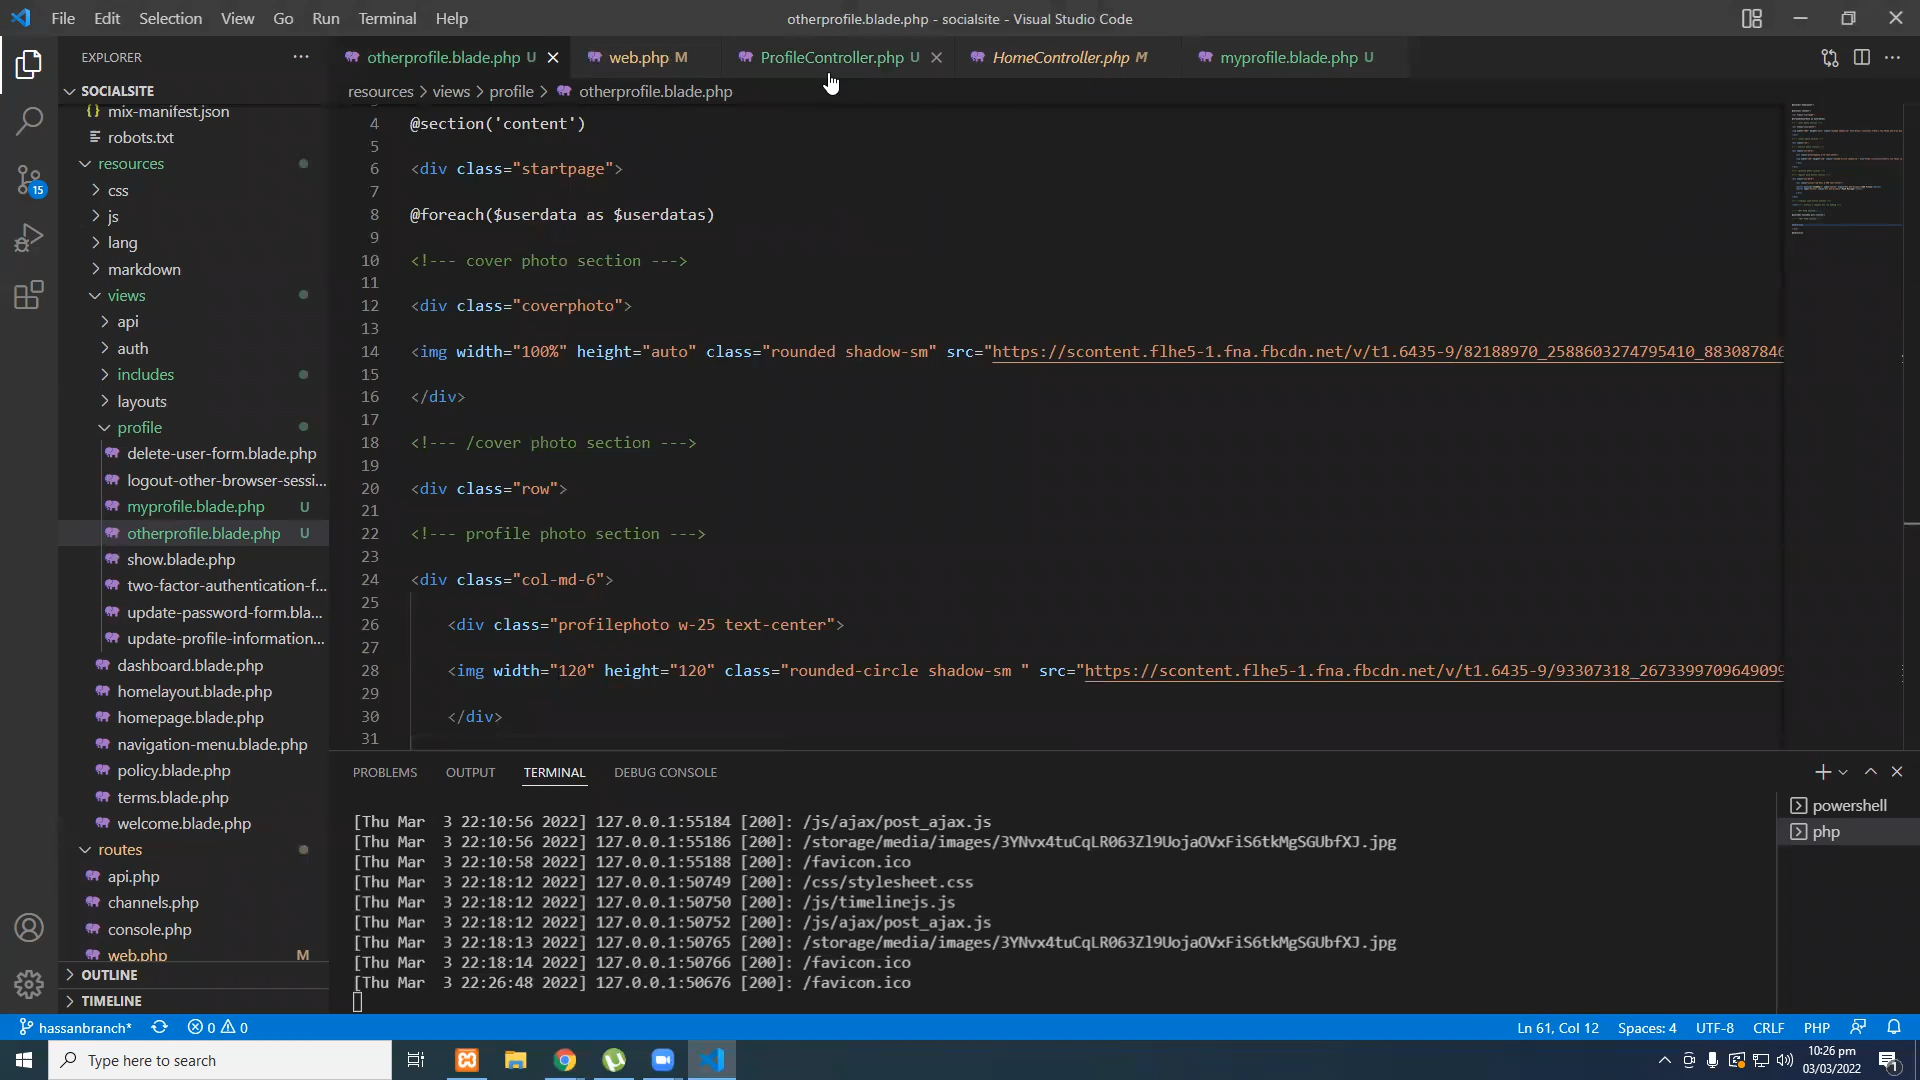 File Edit Selection View Go Run Terminal Help
otherprofile.blade.php - socialsite - Visual Studio Code
EXPLORER
otherprofile.blade.php U
web.php M
ProfileController.php U
HomeController.php M
myprofile.blade.php U
resources > views > profile > otherprofile.blade.php
SOCIALSITE
mix-manifest.json
robots.txt
resources
css
js
lang
markdown
views
api
auth
includes
layouts
profile
delete-user-form.blade.php
logout-other-browser-sessi...
myprofile.blade.php U
otherprofile.blade.php U
show.blade.php
two-factor-authentication-f...
update-password-form.bla...
update-profile-information...
dashboard.blade.php
homelayout.blade.php
homepage.blade.php
navigation-menu.blade.php
policy.blade.php
terms.blade.php
welcome.blade.php
routes
api.php
channels.php
console.php
web.php M
OUTLINE
TIMELINE
4 @section('content')
5
6 <div class="startpage">
7
8 @foreach($userdata as $userdatas)
9
10 <!--- cover photo section --->
11
12 <div class="coverphoto">
13
14 <img width="100%" height="auto" class="rounded shadow-sm" src="https://scontent.flhe5-1.fna.fbcdn.net/v/t1.6435-9/82188970_2588603274795410_883087846
15
16 </div>
17
18 <!--- /cover photo section --->
19
20 <div class="row">
21
22 <!--- profile photo section --->
23
24 <div class="col-md-6">
25
26 <div class="profilephoto w-25 text-center">
27
28 <img width="120" height="120" class="rounded-circle shadow-sm " src="https://scontent.flhe5-1.fna.fbcdn.net/v/t1.6435-9/93307318_2673399709649099
29
30 </div>
31
PROBLEMS OUTPUT TERMINAL DEBUG CONSOLE
[Thu Mar  3 22:10:56 2022] 127.0.0.1:55184 [200]: /js/ajax/post_ajax.js
[Thu Mar  3 22:10:56 2022] 127.0.0.1:55186 [200]: /storage/media/images/3YNvx4tuCqLR063Zl9UojaOVxFiS6tkMgSGUbfXJ.jpg
[Thu Mar  3 22:10:58 2022] 127.0.0.1:55188 [200]: /favicon.ico
[Thu Mar  3 22:18:12 2022] 127.0.0.1:50749 [200]: /css/stylesheet.css
[Thu Mar  3 22:18:12 2022] 127.0.0.1:50750 [200]: /js/timelinejs.js
[Thu Mar  3 22:18:12 2022] 127.0.0.1:50752 [200]: /js/ajax/post_ajax.js
[Thu Mar  3 22:18:13 2022] 127.0.0.1:50765 [200]: /storage/media/images/3YNvx4tuCqLR063Zl9UojaOVxFiS6tkMgSGUbfXJ.jpg
[Thu Mar  3 22:18:14 2022] 127.0.0.1:50766 [200]: /favicon.ico
[Thu Mar  3 22:26:48 2022] 127.0.0.1:50676 [200]: /favicon.ico
powershell
php
15
hassanbranch* 0 0
Ln 61, Col 12 Spaces: 4 UTF-8 CRLF PHP
Type here to search
10:26 pm
03/03/2022
1